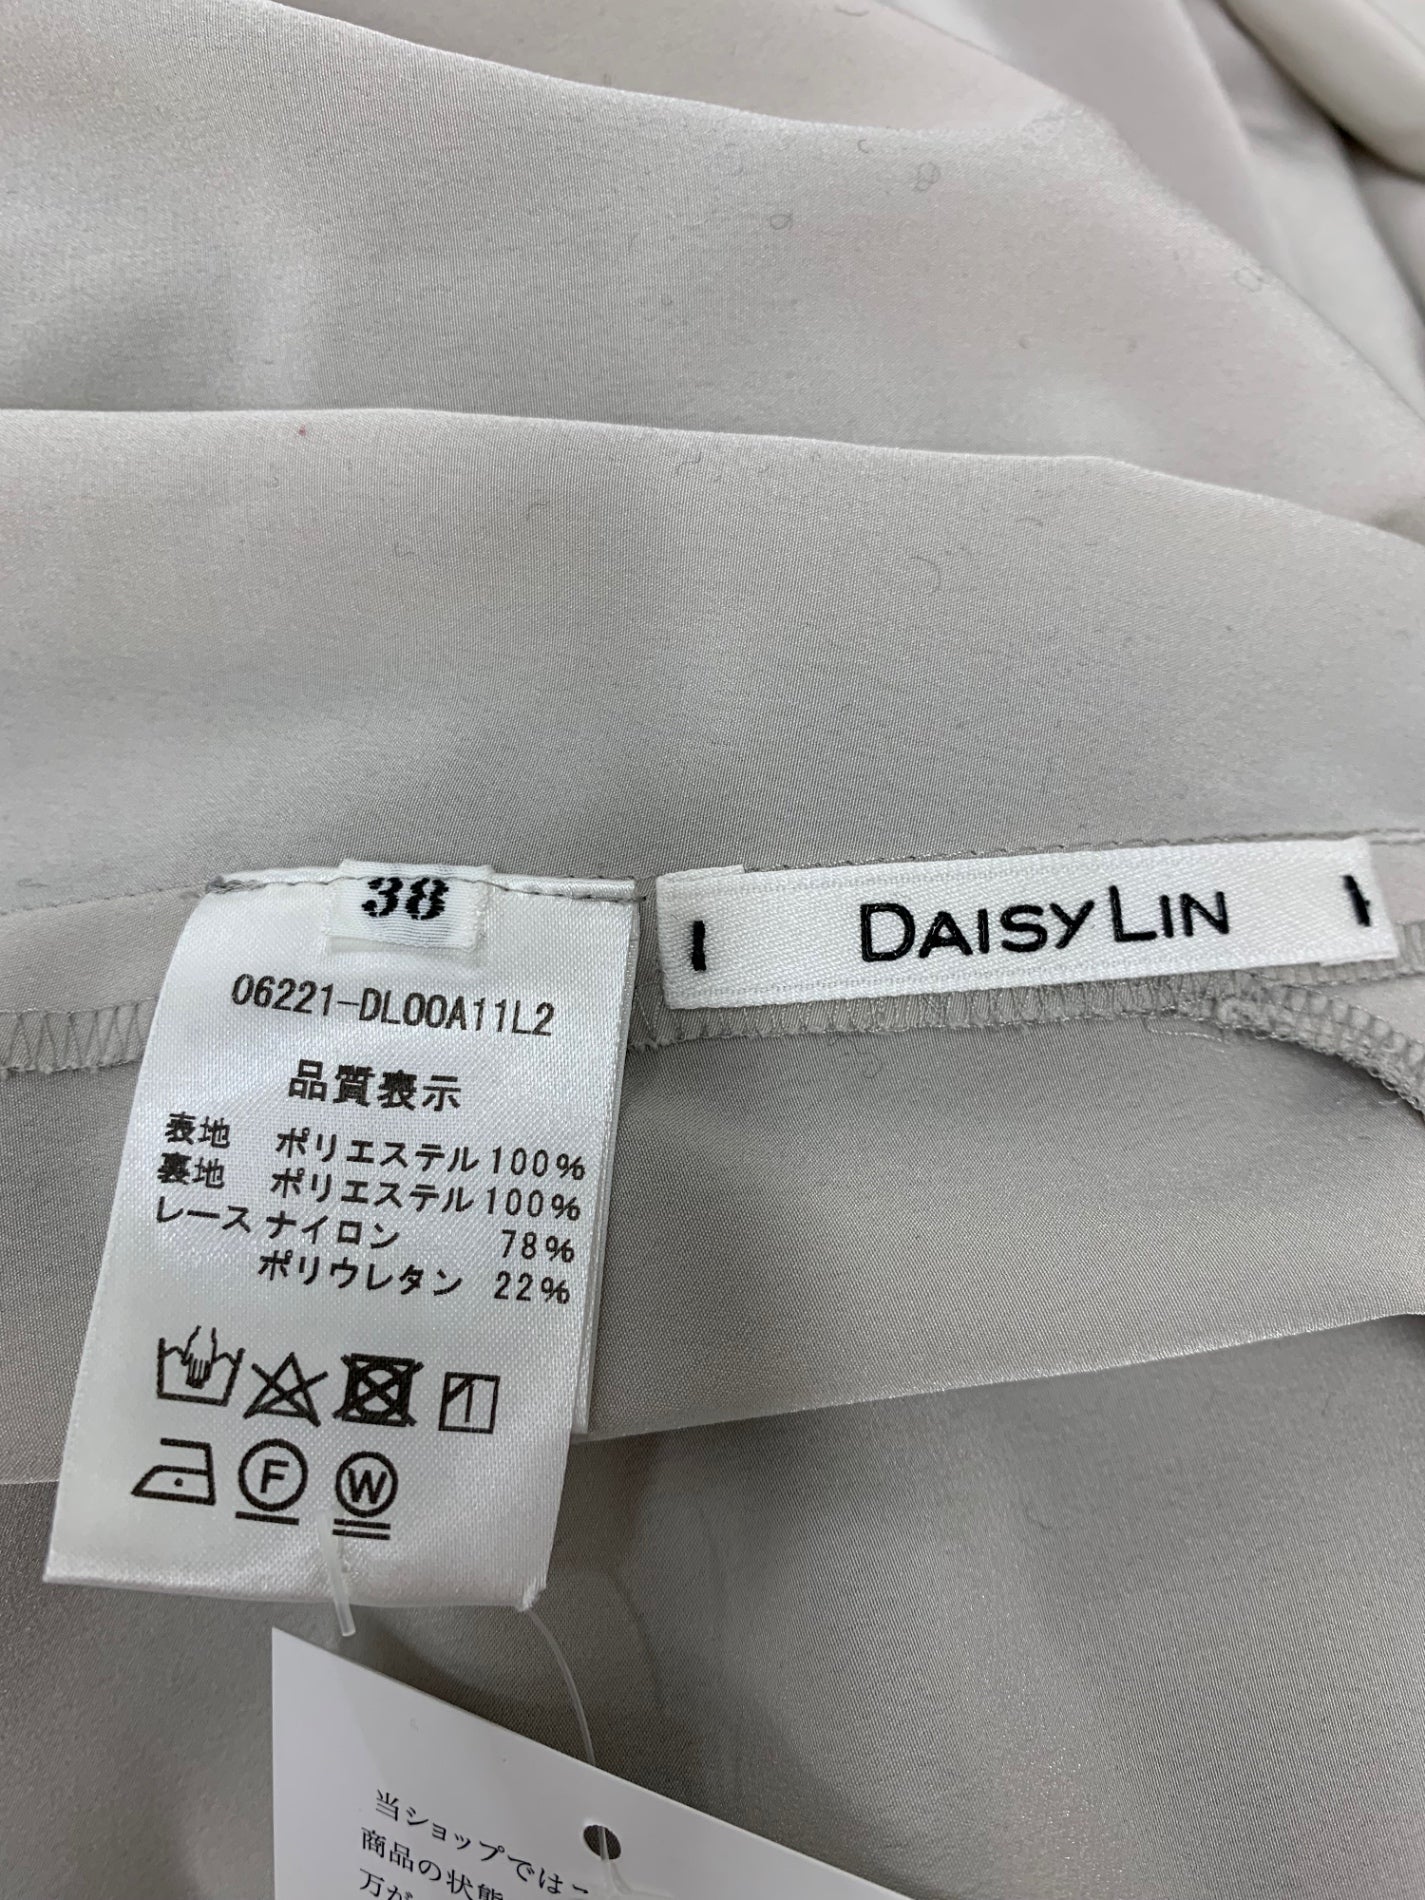 38
DAISY LIN
06221-DL00A11L2
品質表示
表地 ポリエステル 100%
裏地 ポリエステル 100%
レース ナイロン 78%
ポリウレタン 22%
F
W
当ショップでは
商品の状態
万が